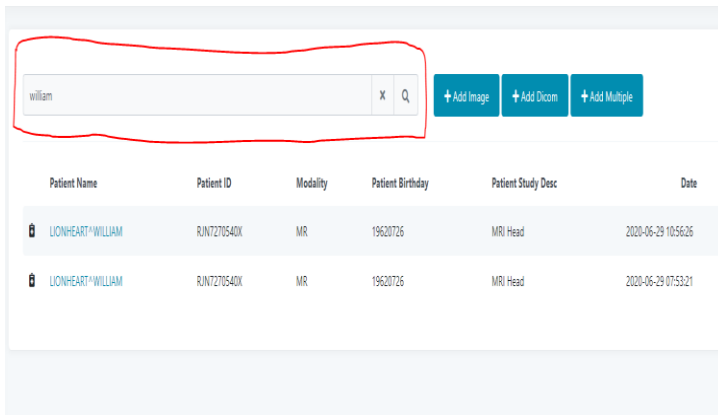 william X
+ Add Image + Add Dicom + Add Multiple
Patient Name Patient ID Modality Patient Birthday Patient Study Desc Date
LIONHEART^WILLIAM RJN7270540X MR 19620726 MRI Head 2020-06-29 10:56:26
LIONHEART^WILLIAM RJN7270540X MR 19620726 MRI Head 2020-06-29 07:53:21